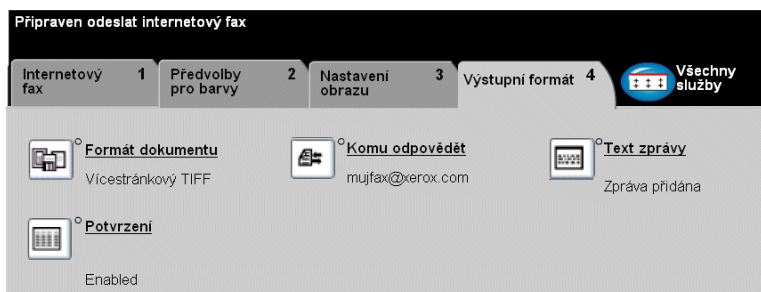 Připraven odeslat internetový fax
Internetový fax 1
Předvolby pro barvy 2
Nastavení obrazu 3
Výstupní formát 4
Všechny služby
Formát dokumentu
Vícestránkový TIFF
Komu odpovědět
mujfax@xerox.com
Text zprávy
Zpráva přidána
Potvrzení
Enabled